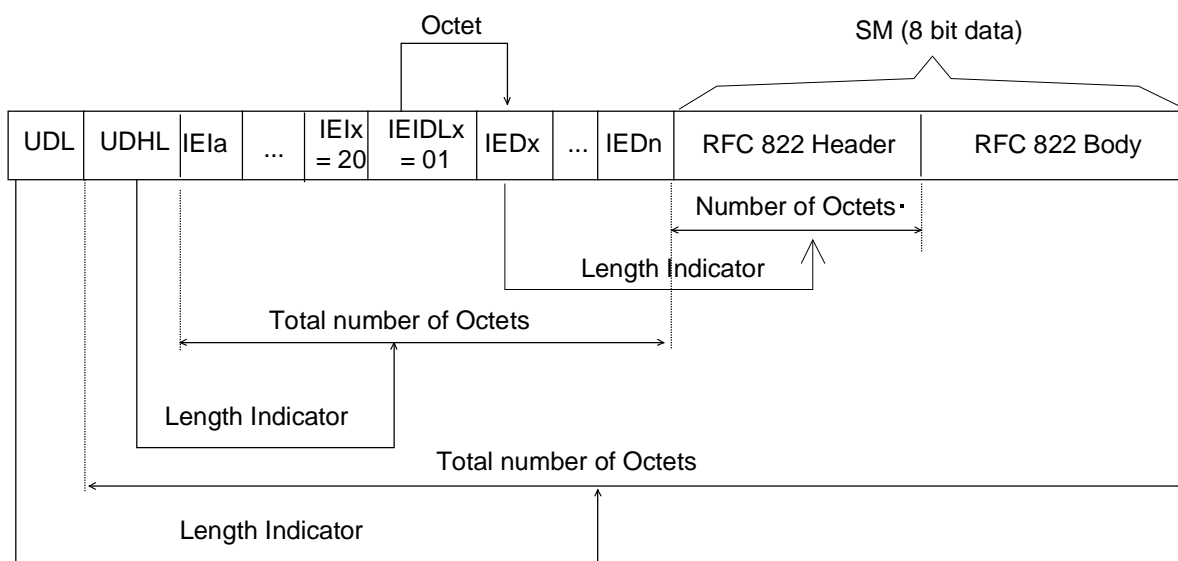 Octet
SM (8 bit data)
UDL UDHL IEIa ... IEIx = 20 IEIDLx = 01 IEDx ... IEDn RFC 822 Header RFC 822 Body
Number of Octets
Length Indicator
Total number of Octets
Length Indicator
Total number of Octets
Length Indicator